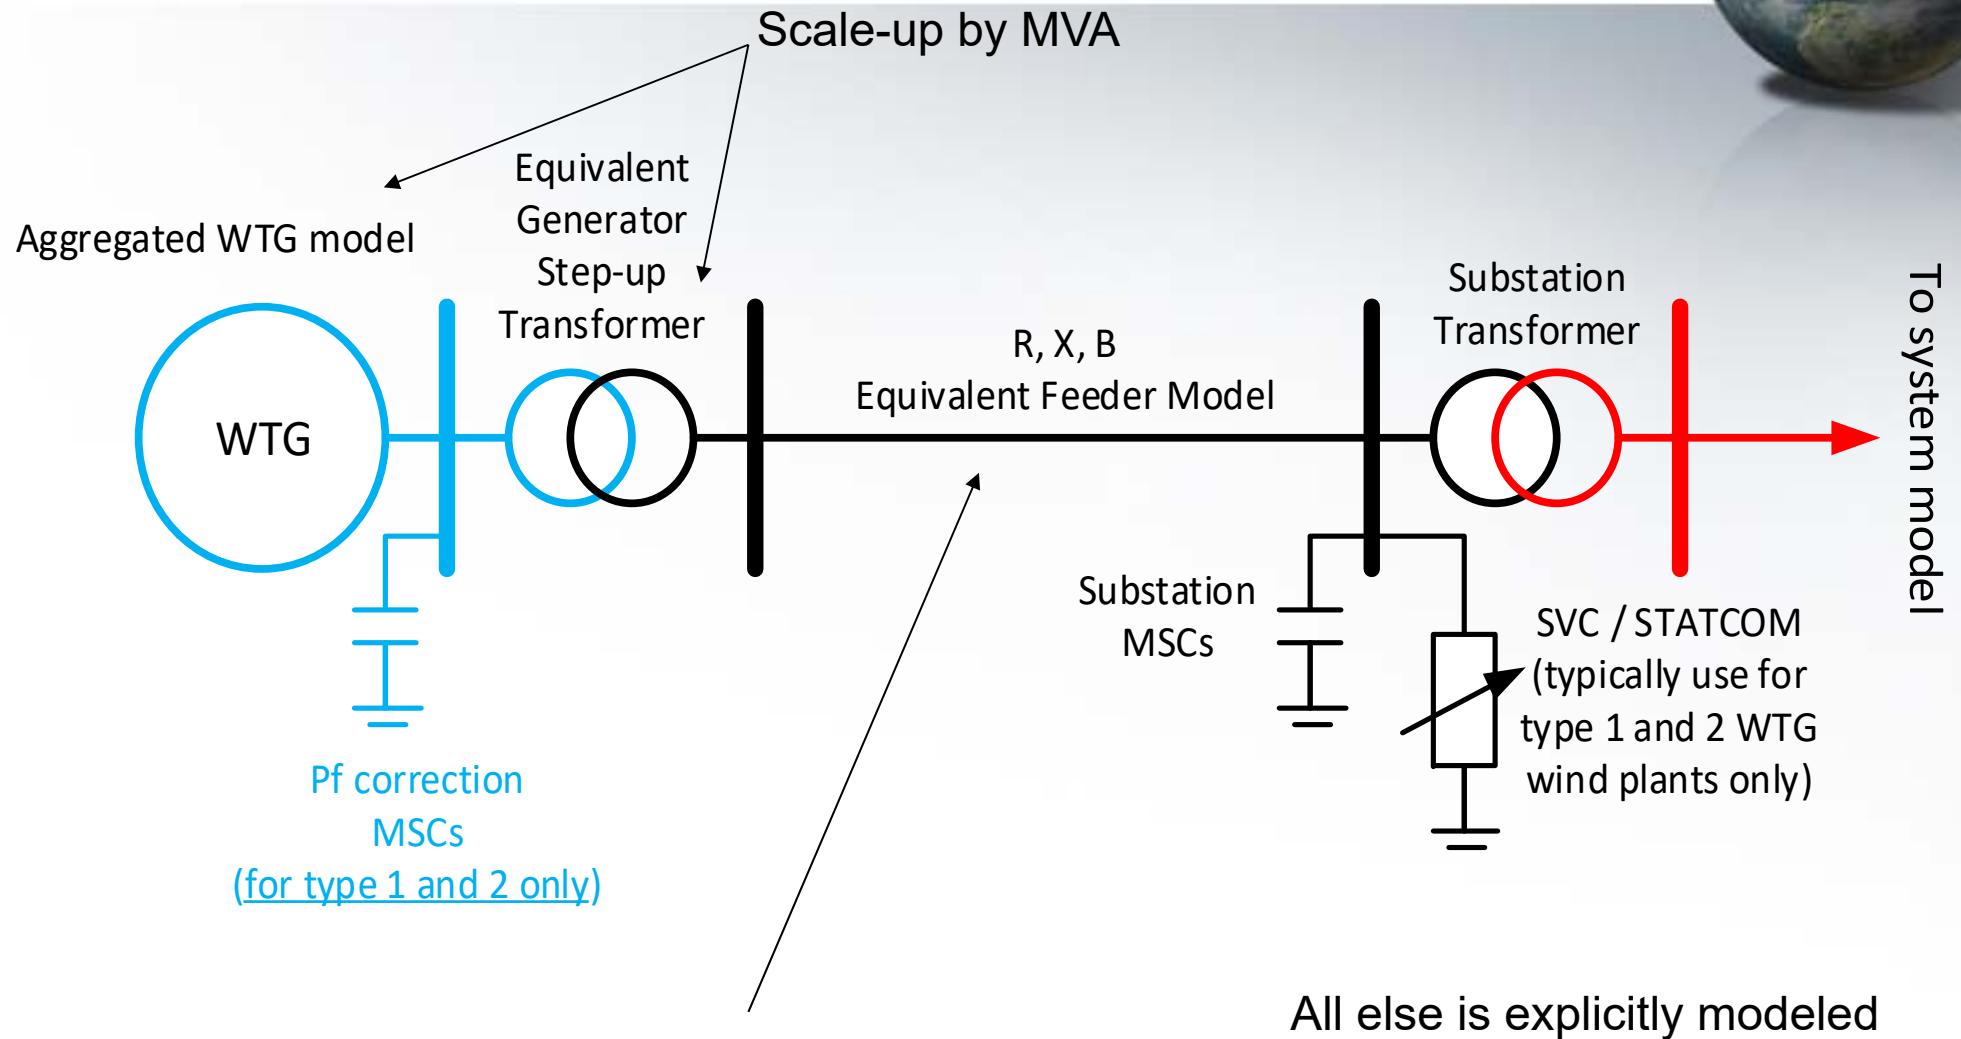 Scale-up by MVA
Aggregated WTG model
Equivalent
Generator
Step-up
Transformer
WTG
R, X, B
Equivalent Feeder Model
Substation
Transformer
To system model
Pf correction
MSCs
(for type 1 and 2 only)
Substation
MSCs
SVC / STATCOM
(typically use for
type 1 and 2 WTG
wind plants only)
All else is explicitly modeled